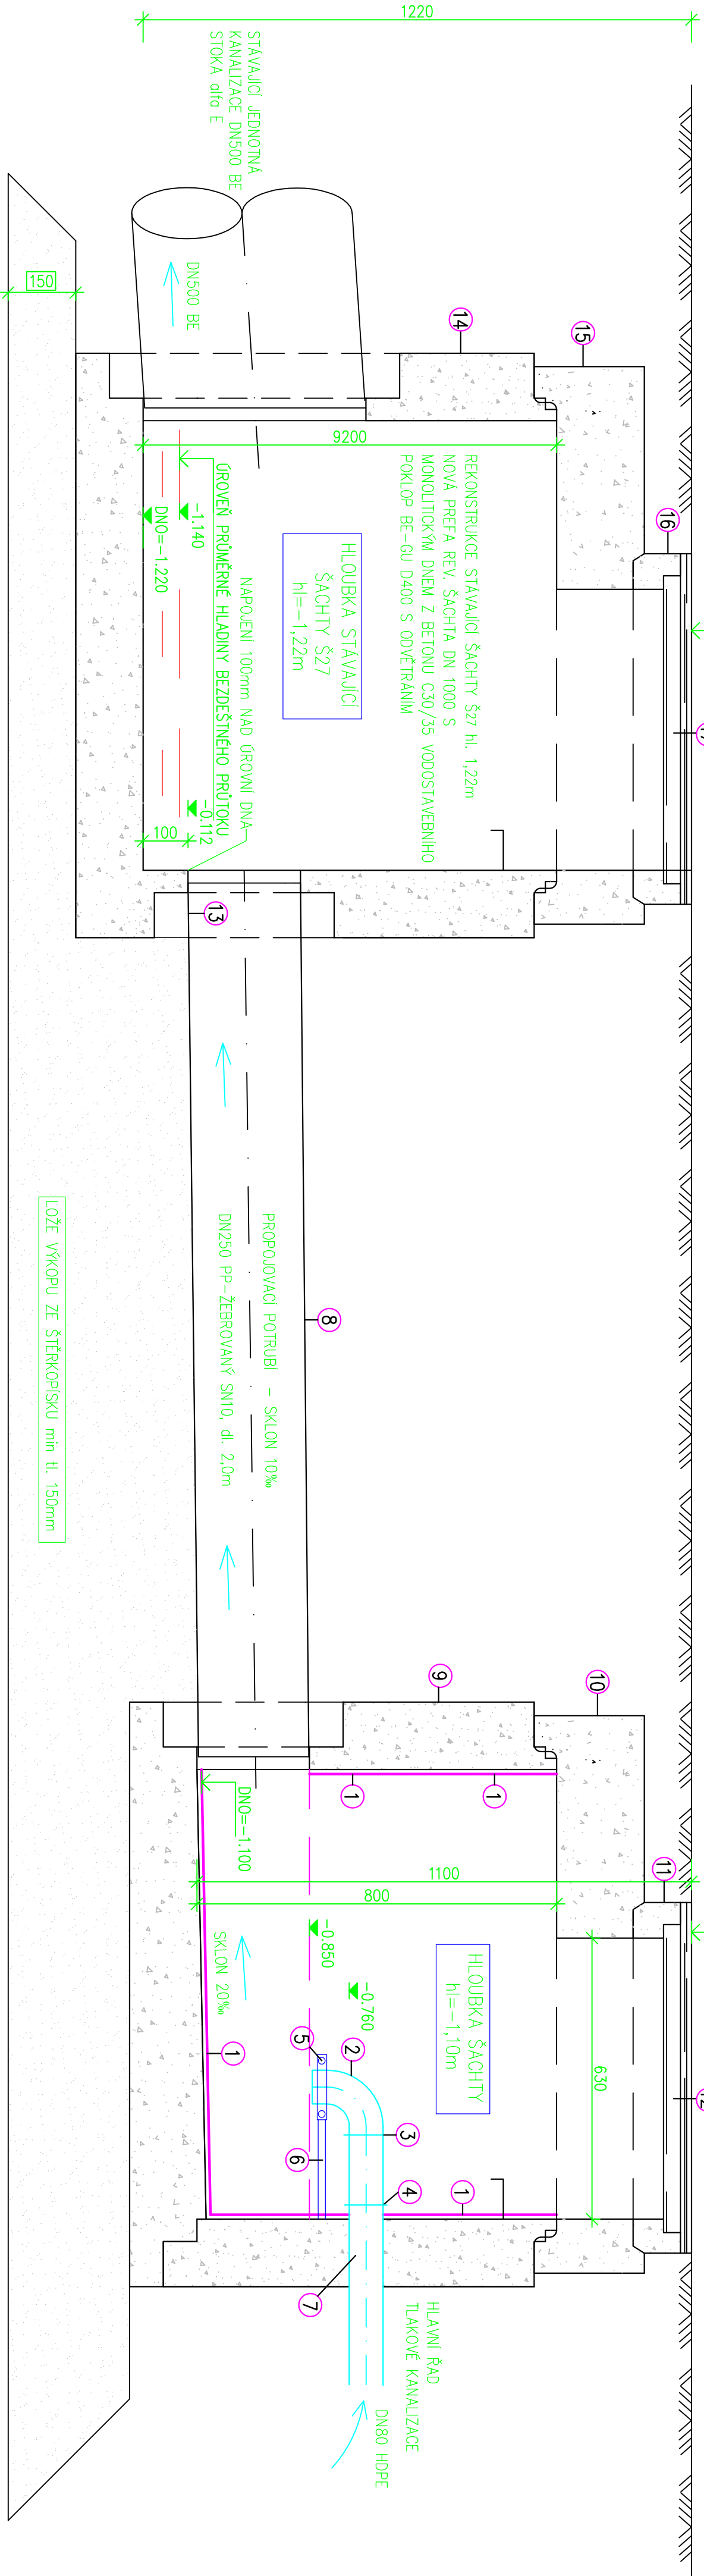 1220
STÁVAJÍCÍ JEDNOTNÁ
KANALIZACE DN500 BE
STOKA alfa E
DN500 BE
150
14
15
16
9200
REKONSTRUKCE STÁVAJÍCÍ ŠACHTY Š27 hl. 1,22m
NOVÁ PREFA REV. ŠACHTA DN 1000 S
MONOLITICKÝM DNEM Z BETONU C30/35 VODOSTAVEBNÍHO
POKLOP BE-GU D400 S ODVĚTRÁNÍM
HLOUBKA STÁVAJÍCÍ
ŠACHTY Š27
hl=-1,22m
NAPOJENÍ 100mm NAD ÚROVNÍ DNA
ÚROVEŇ PRŮMĚRNÉ HLADINY BEZDEŠTNÉHO PRŮTOKU
-1.140
DNO=-1.220
-0.112
100
13
8
PROPOJOVACÍ POTRUBÍ - SKLON 10‰
DN250 PP-ŽEBROVANÝ SN10, dl. 2,0m
LOŽE VÝKOPU ZE ŠTĚRKOPÍSKU min tl. 150mm
9
10
11
1
1
1100
800
DNO=-1.100
SKLON 20‰
-0.850
-0.760
HLOUBKA ŠACHTY
hl=-1,10m
630
5
2
1
3
6
4
1
7
HLAVNÍ ŘAD
TLAKOVÉ KANALIZACE
DN80 HDPE